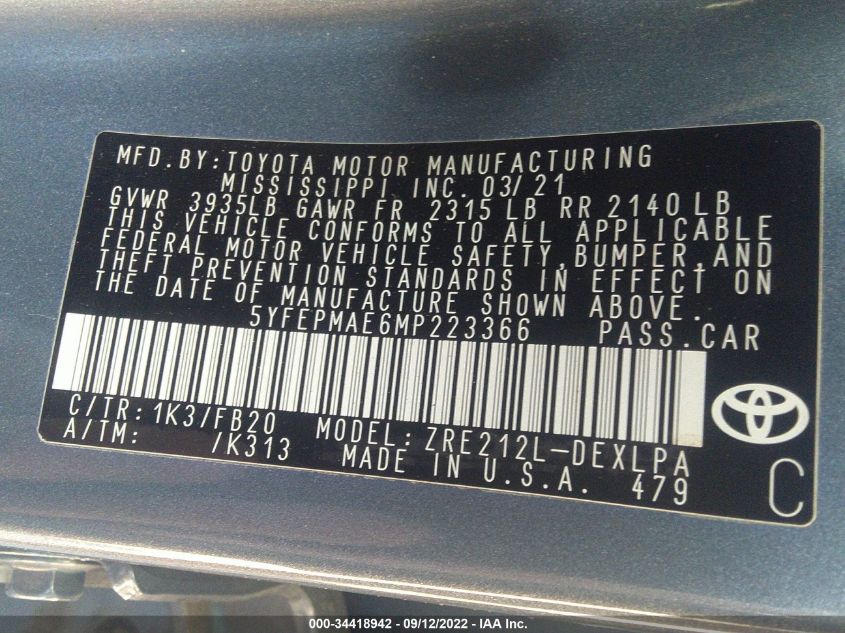 MFD.BY:TOYOTA MOTOR MANUFACTURING
MISSISSIPPI INC. 03/21
GVWR 3935LB GAWR FR 2315 LB RR 2140 LB
THIS VEHICLE CONFORMS TO ALL APPLICABLE
FEDERAL MOTOR VEHICLE SAFETY,BUMPER,AND
THEFT PREVENTION STANDARDS IN EFFECT ON
THE DATE OF MANUFACTURE SHOWN ABOVE.
5YFEPMAE6MP223366 PASS.CAR
C/TR:1K3/FB20 MODEL:ZRE212L-DEXLPA
A/TM: /K313 MADE IN U.S.A. 479
C
000-34418942 - 09/12/2022 - IAA Inc.